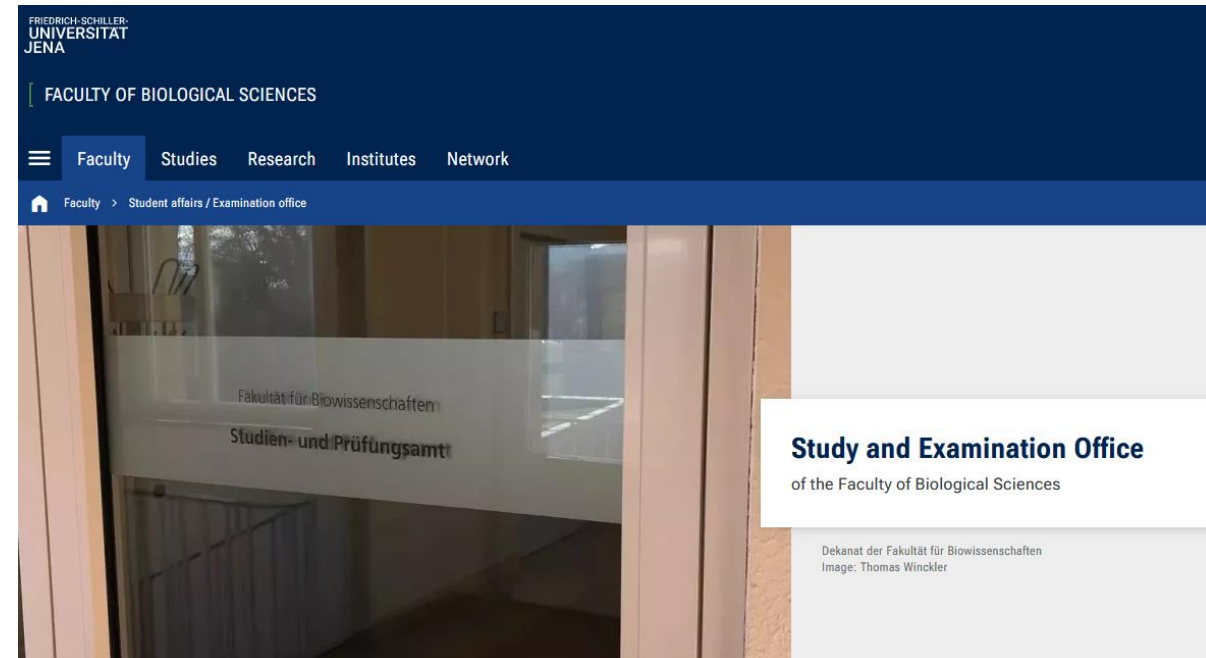 FRIEDRICH-SCHILLER-
UNIVERSITÄT
JENA
FACULTY OF BIOLOGICAL SCIENCES
Faculty Studies Research Institutes Network
Faculty > Student affairs / Examination office
Fakultät für Biowissenschaften
Studien- und Prüfungsamt
Study and Examination Office
of the Faculty of Biological Sciences
Dekanat der Fakultät für Biowissenschaften
Image: Thomas Winckler